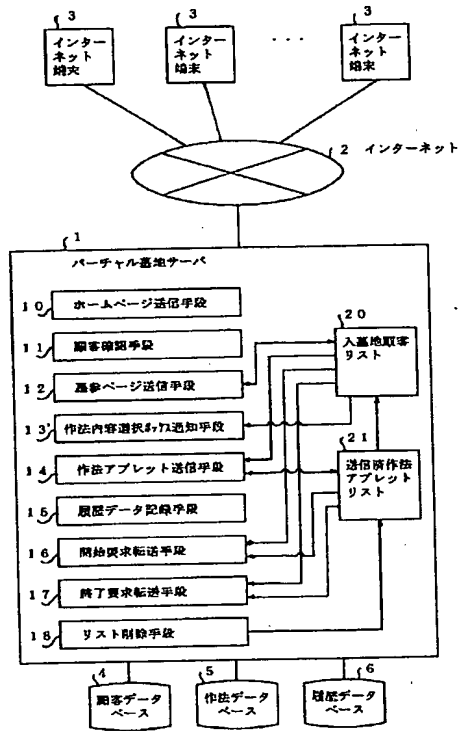 3
3
3
インター
ネット
端末
インター
ネット
端末
・・・
インター
ネット
端末
2 インターネット
1
バーチャル墓地サーバ
10 ホームページ送信手段
11 顧客確認手段
12 墓参ページ送信手段
13' 作法内容選択ボックス通知手段
14 作法アプレット送信手段
15 履歴データ記録手段
16 開始要求転送手段
17 終了要求転送手段
18 リスト削除手段
20
入墓地顧客
リスト
21
送信済作法
アプレット
リスト
4
顧客データ
ベース
5
作法データ
ベース
6
履歴データ
ベース